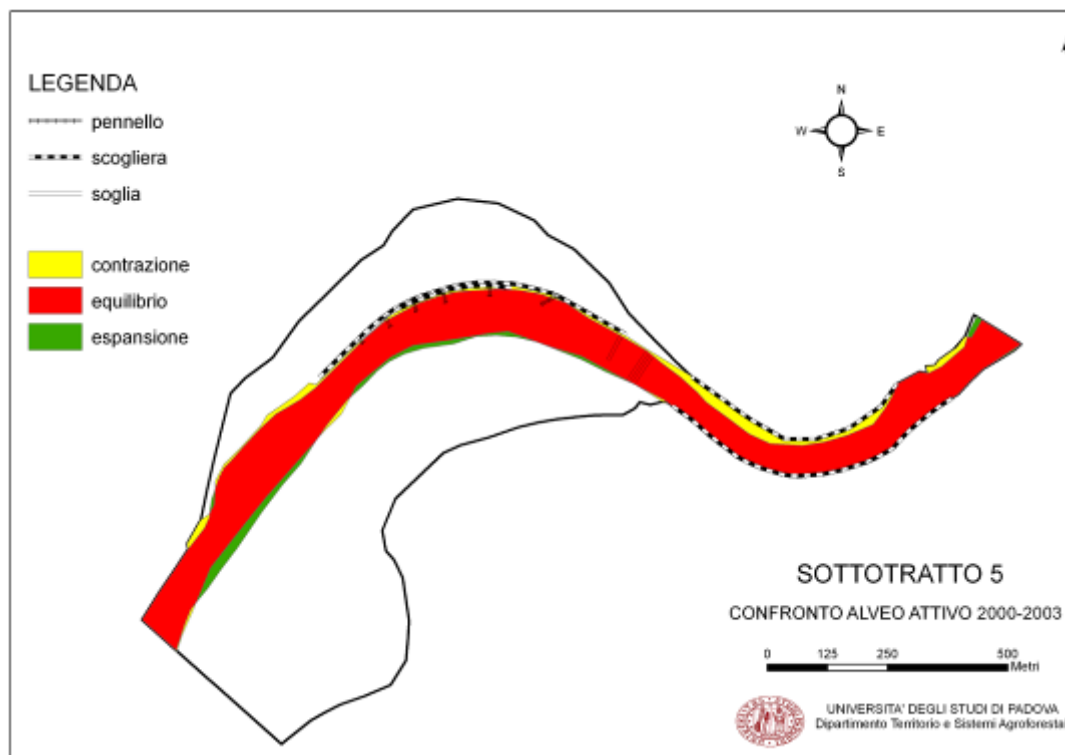 LEGENDA
pennello
scogliera
soglia
contrazione
equilibrio
espansione
N
W E
S
SOTTOTRATTO 5
CONFRONTO ALVEO ATTIVO 2000-2003
0 125 250 500
Metri
UNIVERSITA' DEGLI STUDI DI PADOVA
Dipartimento Territorio e Sistemi Agroforestal